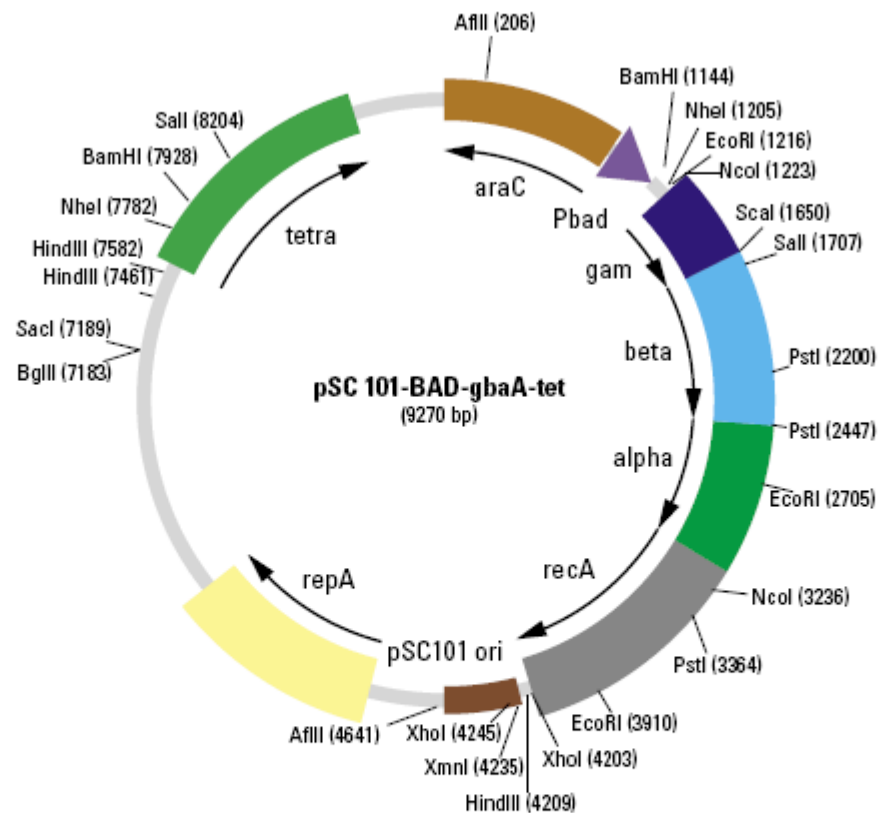 AflII (206)
BamHI (1144)
NheI (1205)
EcoRI (1216)
NcoI (1223)
ScaI (1650)
SalI (1707)
PstI (2200)
PstI (2447)
EcoRI (2705)
NcoI (3236)
PstI (3364)
EcoRI (3910)
XhoI (4203)
HindIII (4209)
XmnI (4235)
XhoI (4245)
AflII (4641)
BglII (7183)
SacI (7189)
HindIII (7461)
HindIII (7582)
NheI (7782)
BamHI (7928)
SalI (8204)
araC
Pbad
gam
beta
alpha
recA
pSC101 ori
repA
tetra
pSC 101-BAD-gbaA-tet
(9270 bp)